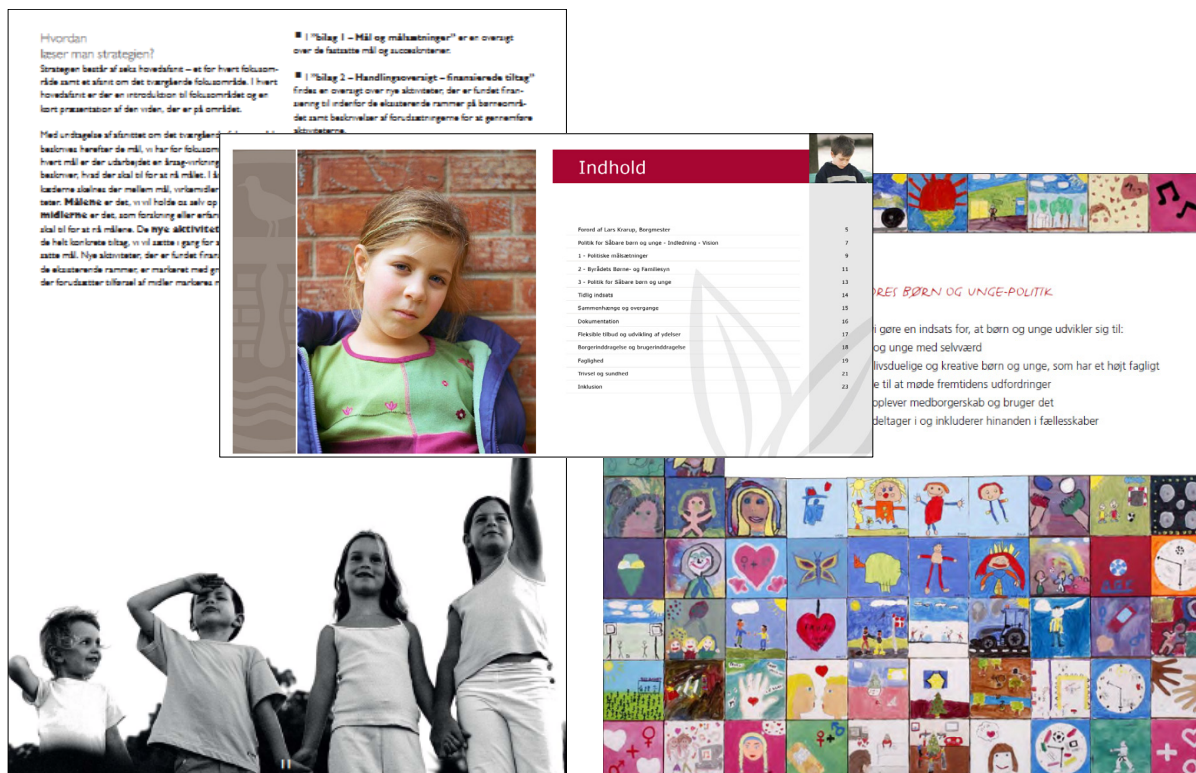 Hvordan
læser man strategien?
Strategien består af seks hovedafsnit – et for hvert fokusom-
råde samt et afsnit om det tværgående fokusområde. I hvert
hovedafsnit er der en introduktion til fokusområdet og en
kort præsentation af den viden, der er på området.
Med undtagelse af afsnittet om det tværgående
beskrives herefter de mål, vi har for fokusom
hvert mål er der udarbejdet en årsag-virkning
beskriver, hvad der skal til for at nå målet. I år
kæderne skelnes der mellem mål, virkemidler
teter. Målene er det, vi vil holde os selv op
midlerne er det, som forskning eller erfar
skal til for at nå målene. De nye aktivitet
de helt konkrete tiltag, vi vil sætte i gang for a
satte mål. Nye aktiviteter, der er fundet finan
de eksisterende rammer, er markeret med gr
der forudsætter tilførsel af midler markeres m
I "bilag 1 – Mål og målsætninger" er en oversigt
over de fastsatte mål og succeskriterier.
I "bilag 2 – Handlingsoversigt – finansierede tiltag"
findes en oversigt over nye aktiviteter, der er fundet finan-
siering til indenfor de eksisterende rammer på børneområ-
det samt beskrivelser af forudsætningerne for at gennemføre
aktiviteterne.
11
Indhold
Forord af Lars Krarup, Borgmester 5
Politik for Såbare børn og unge - Indledning - Vision 7
1 - Politiske målsætninger 9
2 - Byrådets Børne- og Familiesyn 11
3 - Politik for Såbare børn og unge 13
Tidlig indsats 14
Sammenhænge og overgange 15
Dokumentation 16
Fleksible tilbud og udvikling af ydelser 17
Borgerinddragelse og brugerinddragelse 18
Faglighed 19
Trivsel og sundhed 21
Inklusion 23
RES BØRN OG UNGE-POLITIK
i gøre en indsats for, at børn og unge udvikler sig til:
og unge med selvværd
livsduelige og kreative børn og unge, som har et højt fagligt
e til at møde fremtidens udfordringer
oplever medborgerskab og bruger det
deltager i og inkluderer hinanden i fællesskaber